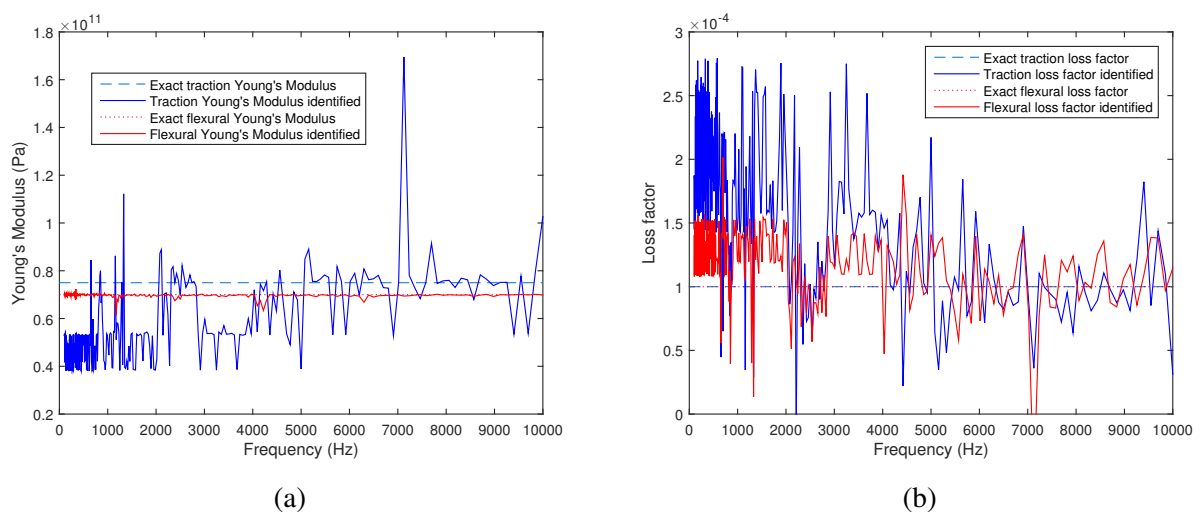 ×10¹¹
1.8
1.6
1.4
1.2
1
0.8
0.6
0.4
0.2
Young's Modulus (Pa)
Exact traction Young's Modulus
Traction Young's Modulus identified
Exact flexural Young's Modulus
Flexural Young's Modulus identified
0 1000 2000 3000 4000 5000 6000 7000 8000 9000 10000
Frequency (Hz)
(a)
×10⁻⁴
3
2.5
2
1.5
1
0.5
0
Loss factor
Exact traction loss factor
Traction loss factor identified
Exact flexural loss factor
Flexural loss factor identified
0 1000 2000 3000 4000 5000 6000 7000 8000 9000 10000
Frequency (Hz)
(b)